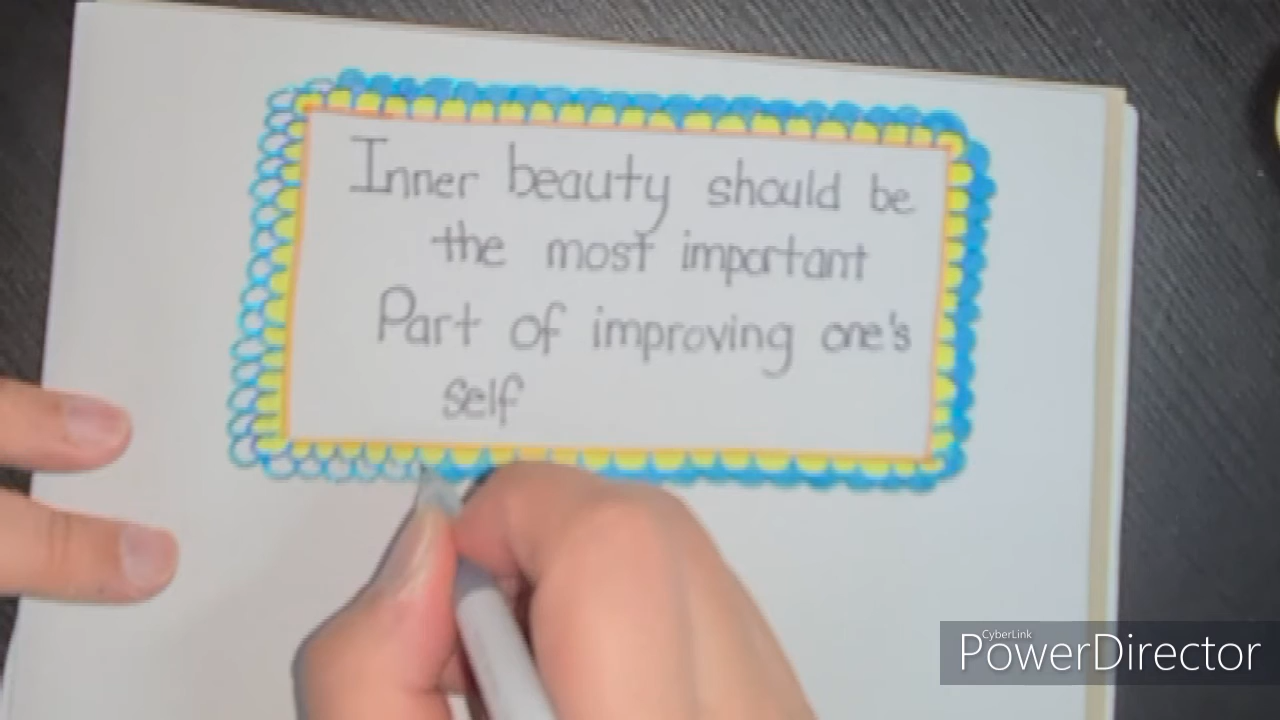 Inner beauty should be
the most important
Part of improving one's
self
CyberLink
PowerDirector